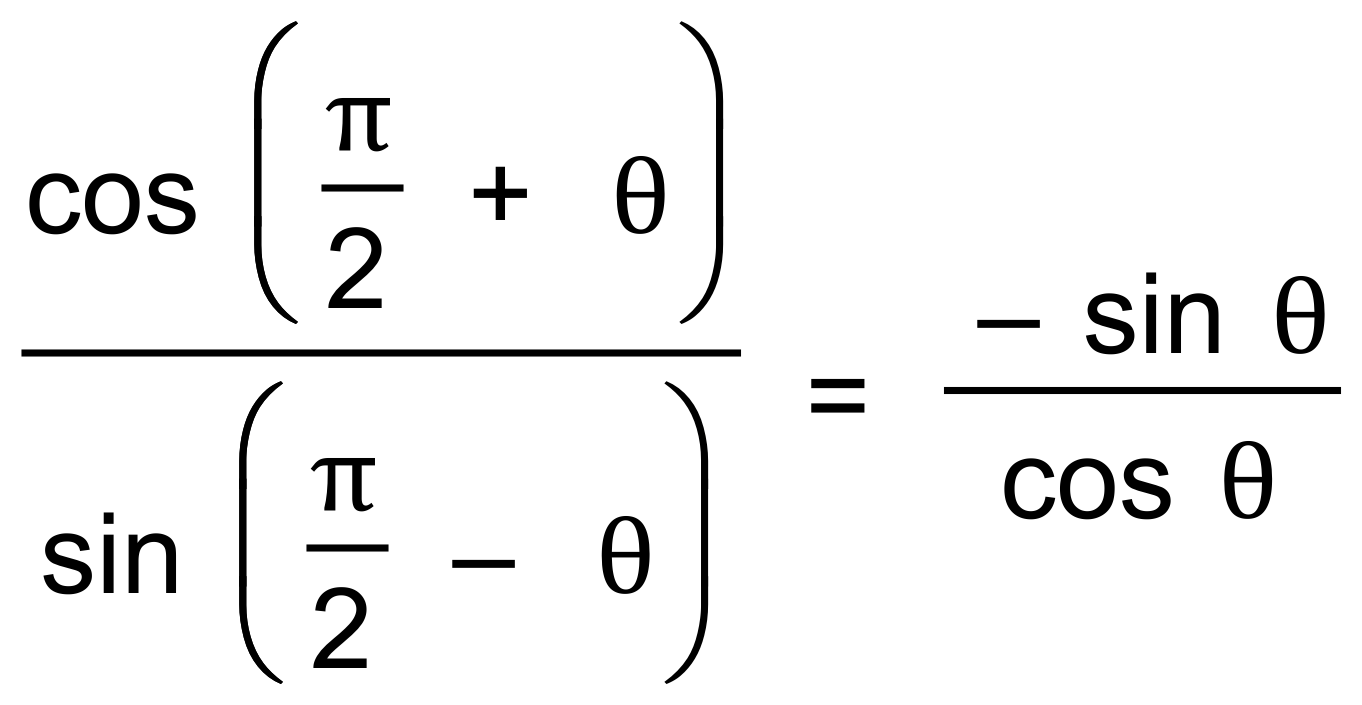 cos (π/2 + θ) / sin (π/2 – θ) = – sin θ / cos θ